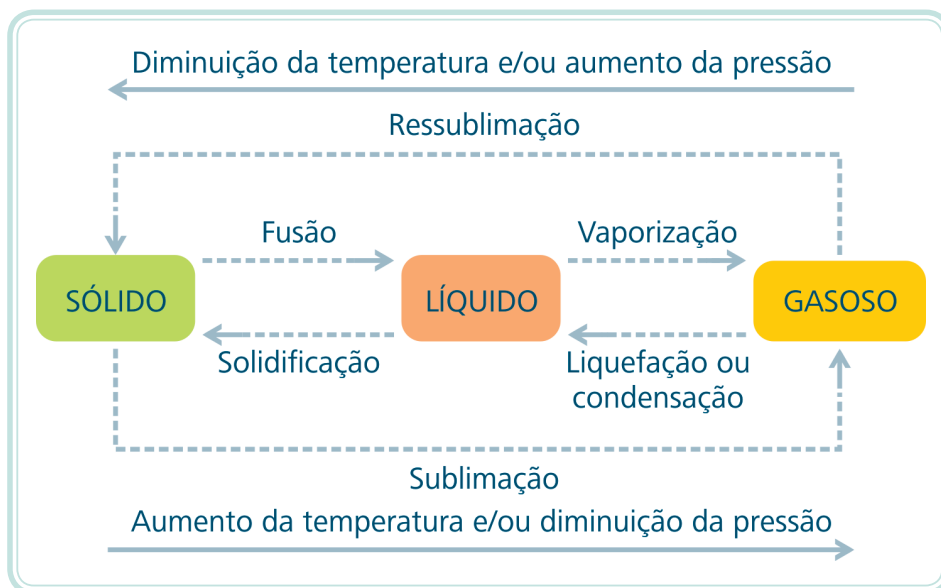 Diminuição da temperatura e/ou aumento da pressão
Ressublimação
Fusão
Vaporização
SÓLIDO
LÍQUIDO
GASOSO
Solidificação
Liquefação ou
condensação
Sublimação
Aumento da temperatura e/ou diminuição da pressão